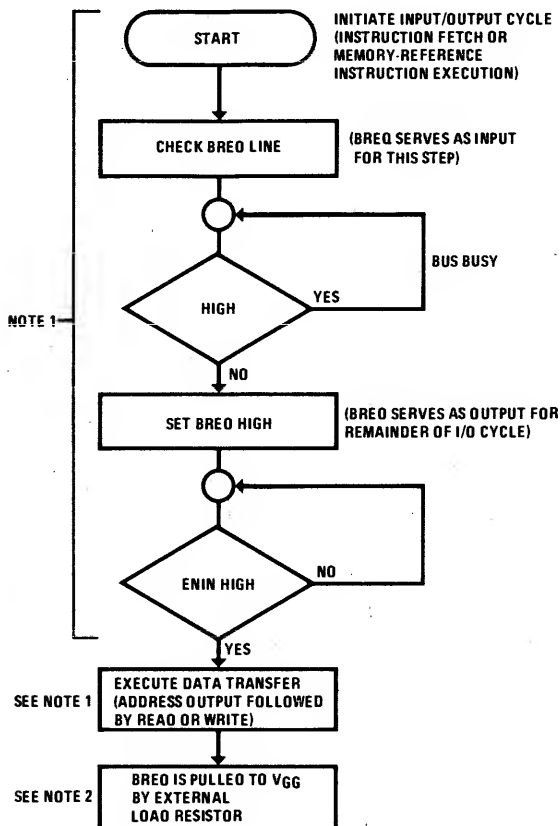 START
INITIATE INPUT/OUTPUT CYCLE
(INSTRUCTION FETCH OR
MEMORY-REFERENCE
INSTRUCTION EXECUTION)
CHECK BREQ LINE
(BREQ SERVES AS INPUT
FOR THIS STEP)
BUS BUSY
HIGH
YES
NOTE 1
NO
SET BREQ HIGH
(BREQ SERVES AS OUTPUT FOR
REMAINDER OF I/O CYCLE)
NO
ENIN HIGH
YES
SEE NOTE 1
EXECUTE DATA TRANSFER
(ADDRESS OUTPUT FOLLOWED
BY READ OR WRITE)
SEE NOTE 2
BREQ IS PULLED TO VGG
BY EXTERNAL
LOAD RESISTOR